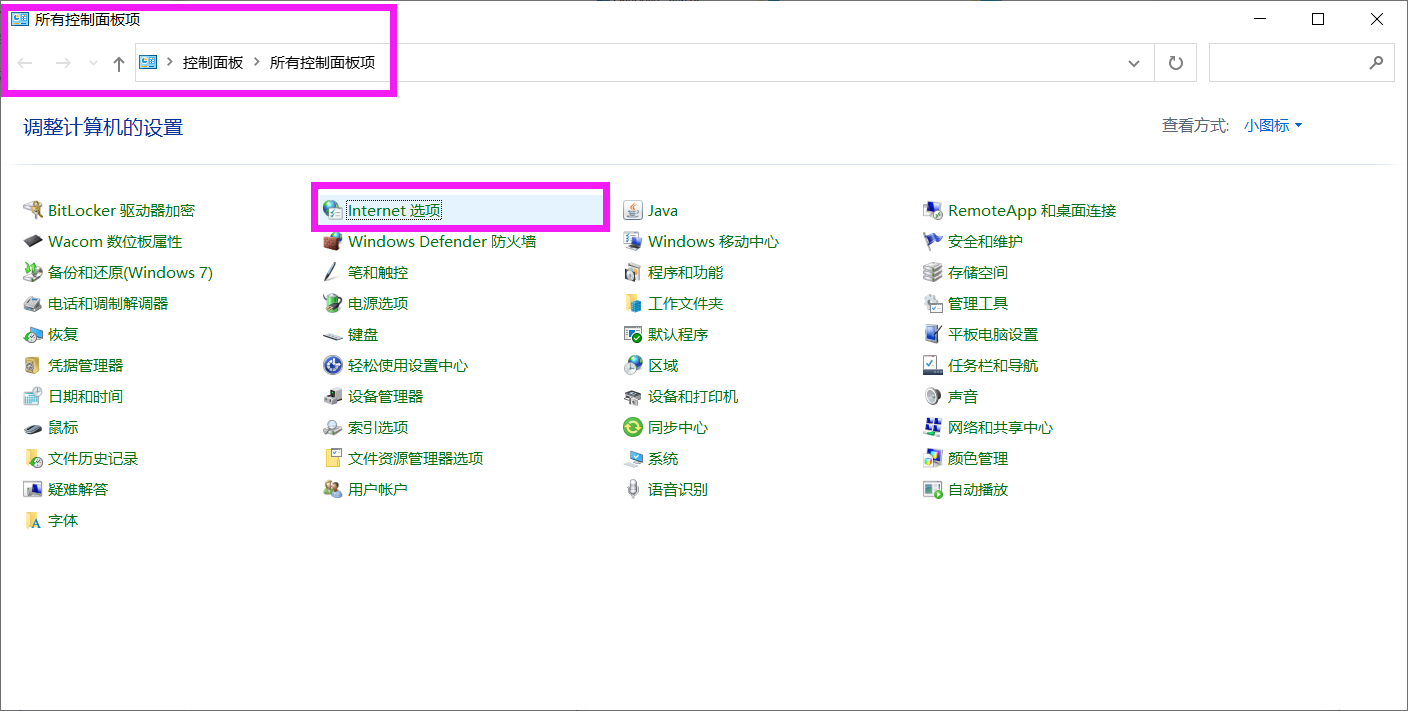 所有控制面板项
控制面板 所有控制面板项
调整计算机的设置
查看方式: 小图标
BitLocker 驱动器加密 Internet 选项 Java RemoteApp 和桌面连接
Wacom 数位板属性 Windows Defender 防火墙 Windows 移动中心 安全和维护
备份和还原(Windows 7) 笔和触控 程序和功能 存储空间
电话和调制解调器 电源选项 工作文件夹 管理工具
恢复 键盘 默认程序 平板电脑设置
凭据管理器 轻松使用设置中心 区域 任务栏和导航
日期和时间 设备管理器 设备和打印机 声音
鼠标 索引选项 同步中心 网络和共享中心
文件历史记录 文件资源管理器选项 系统 颜色管理
疑难解答 用户帐户 语音识别 自动播放
字体